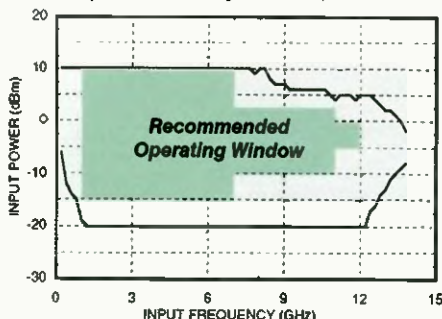 20
10
0
-10
-20
-30
INPUT POWER (dBm)
Recommended
Operating Window
0 3 6 9 12 15
INPUT FREQUENCY (GHz)